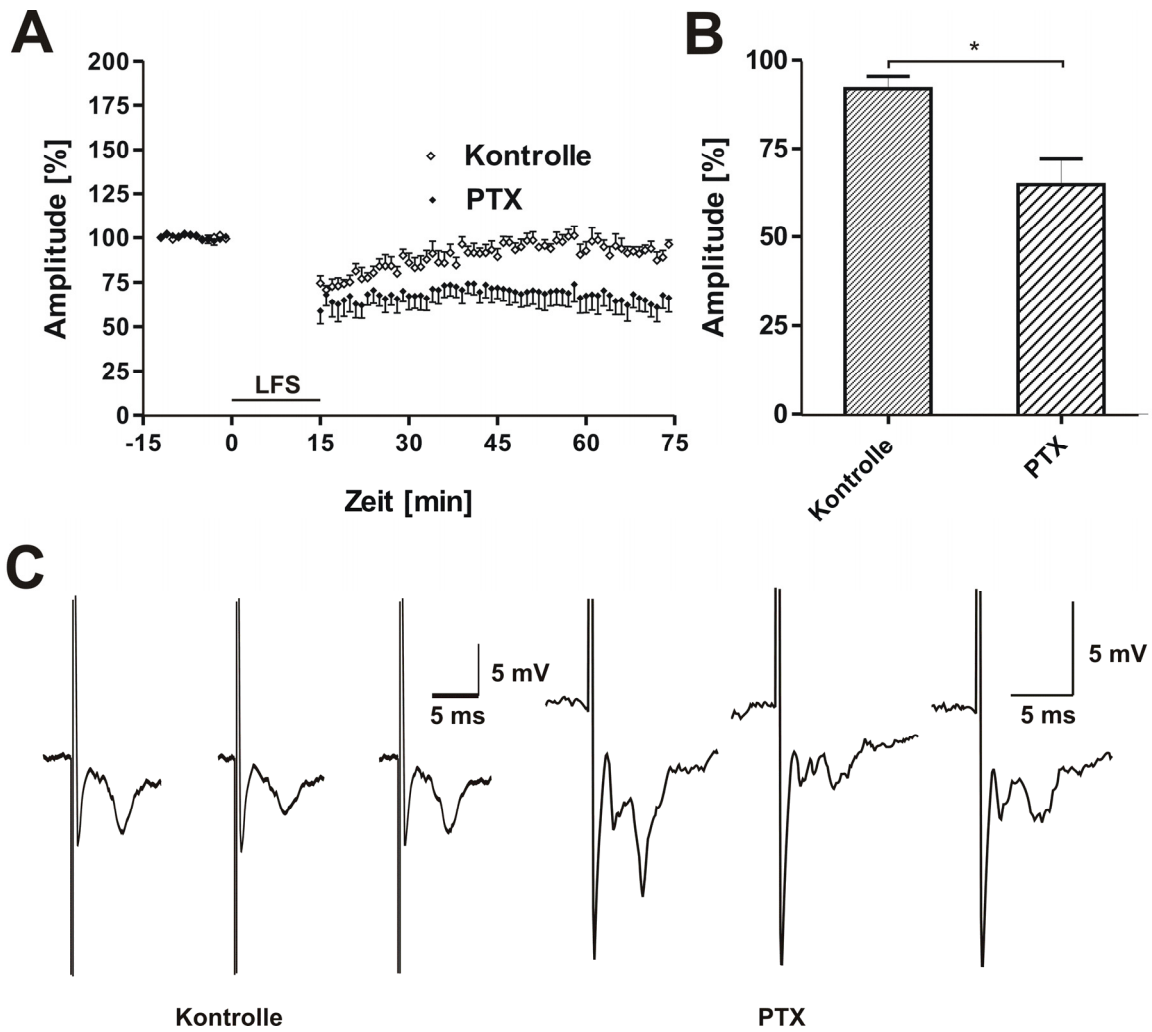 A
Amplitude [%]
200
175
150
125
100
75
50
25
0
Kontrolle
PTX
LFS
-15 0 15 30 45 60 75
Zeit [min]
B
Amplitude [%]
100
75
50
25
0
*
Kontrolle
PTX
C
5 mV
5 ms
5 mV
5 ms
Kontrolle
PTX